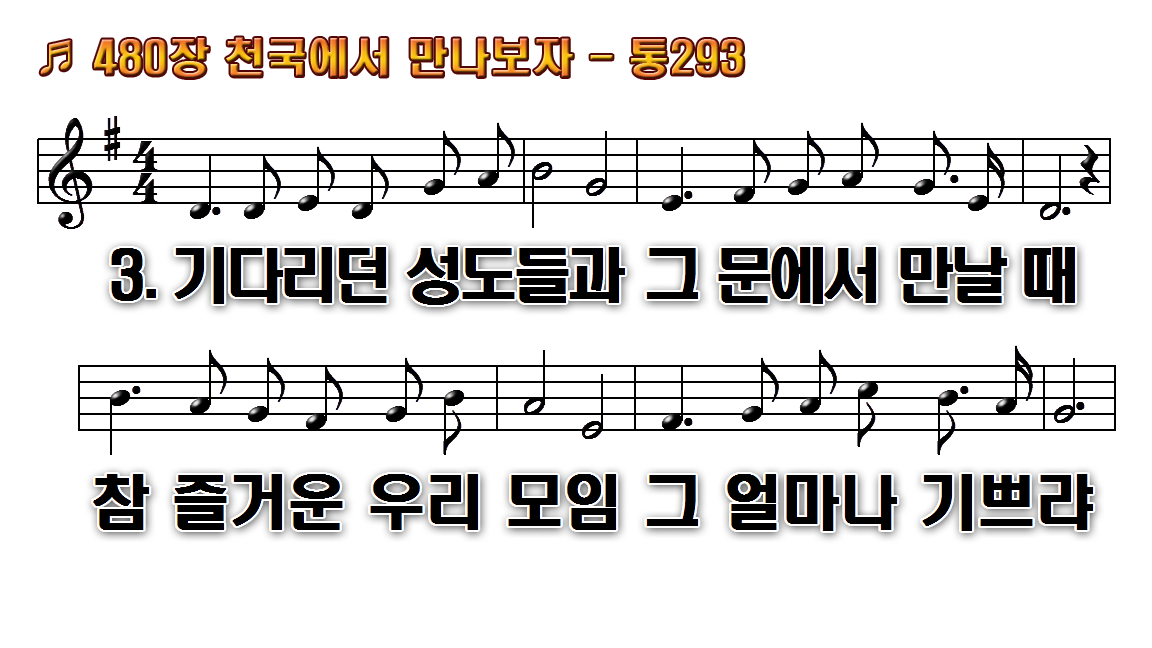 480장 천국에서 만나보자 - 통293
3. 기다리던 성도들과 그 문에서 만날 때
참 즐거운 우리 모임 그 얼마나 기쁘랴